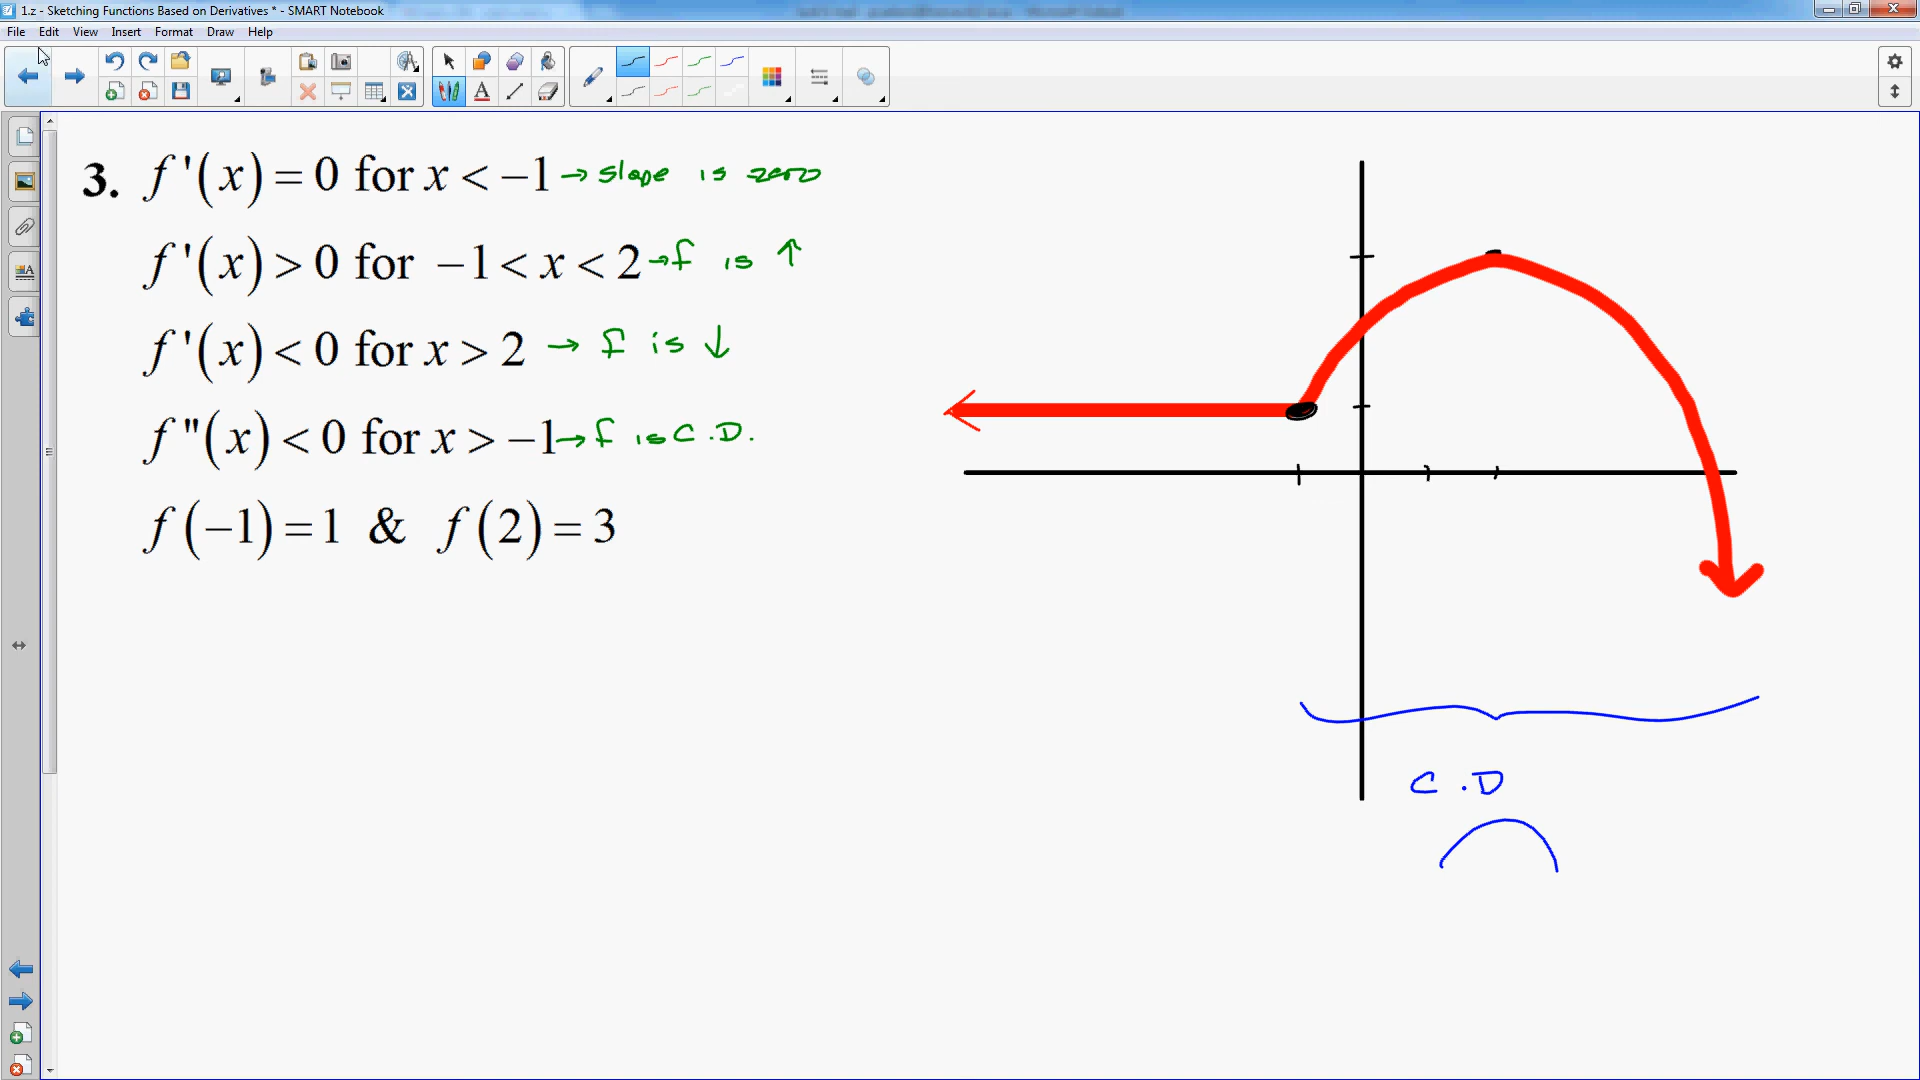 1.z - Sketching Functions Based on Derivatives * - SMART Notebook
File Edit View Insert Format Draw Help
3. f '(x) = 0 for x < −1 → slope is zero
f '(x) > 0 for −1 < x < 2 → f is ↑
f '(x) < 0 for x > 2 → f is ↓
f "(x) < 0 for x > −1 → f is C.D.
f(−1) = 1 & f(2) = 3
C.D